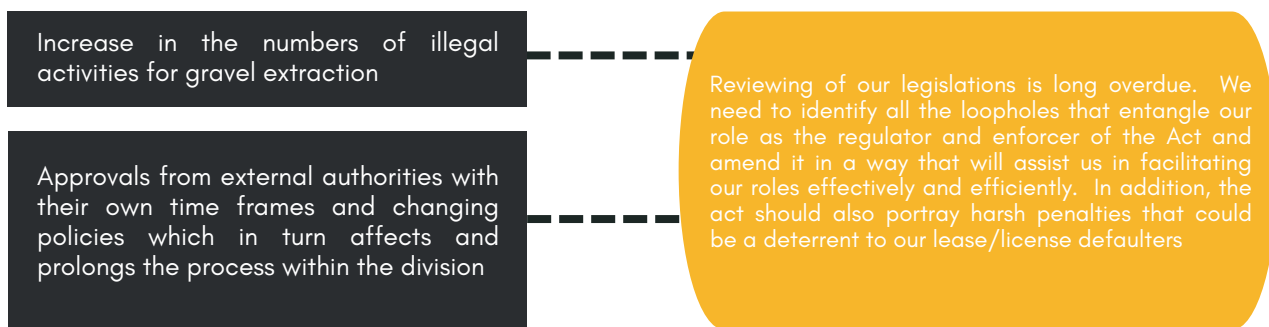 Increase in the numbers of illegal
activities for gravel extraction
Approvals from external authorities with
their own time frames and changing
policies which in turn affects and
prolongs the process within the division
Reviewing of our legislations is long overdue. We
need to identify all the loopholes that entangle our
role as the regulator and enforcer of the Act and
amend it in a way that will assist us in facilitating
our roles effectively and efficiently. In addition, the
act should also portray harsh penalties that could
be a deterrent to our lease/license defaulters